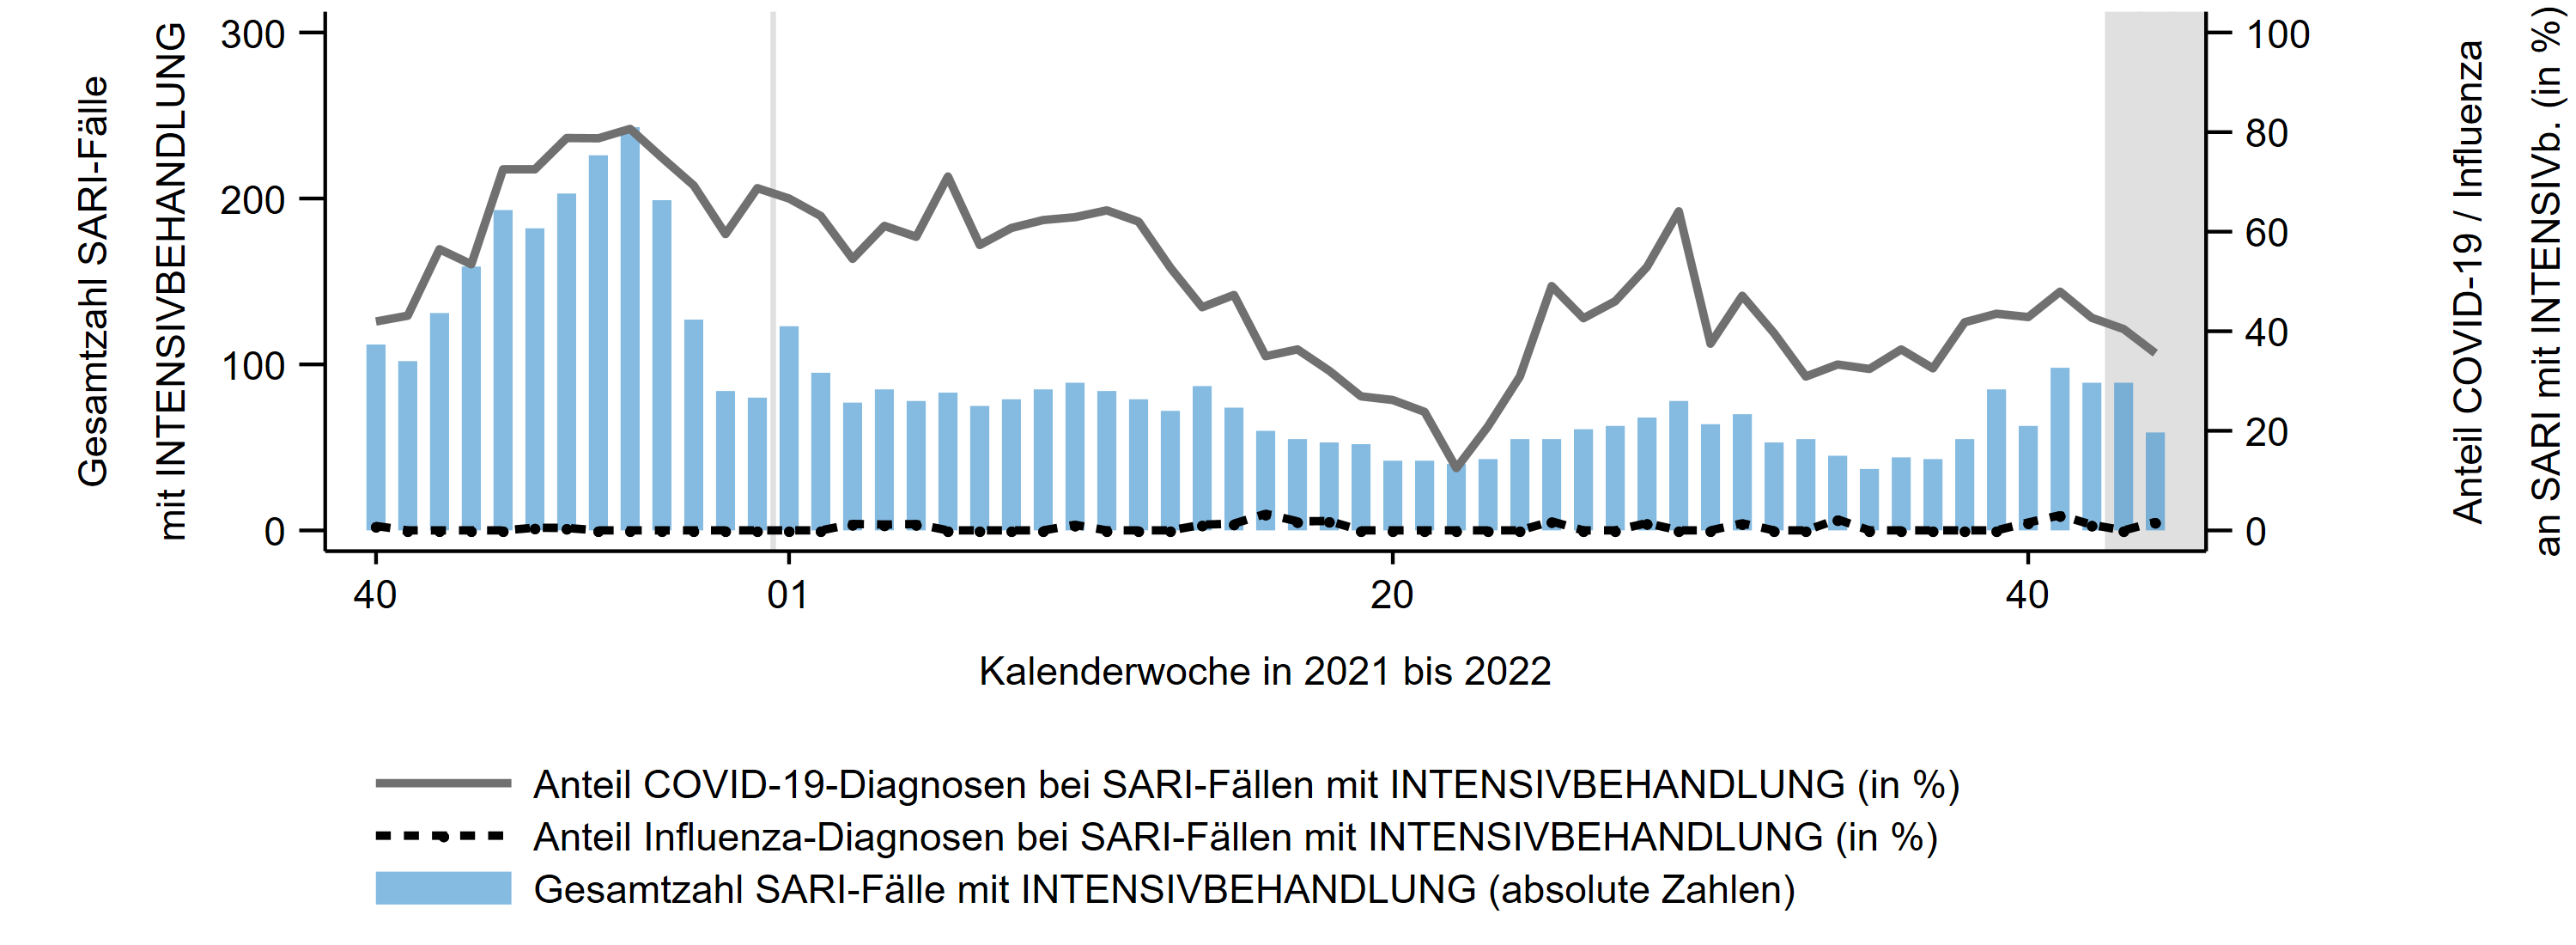 Gesamtzahl SARI-Fälle
mit INTENSIVBEHANDLUNG
300
200
100
0
100
80
60
40
20
0
Anteil COVID-19 / Influenza
an SARI mit INTENSIVb. (in %)
40
01
20
40
Kalenderwoche in 2021 bis 2022
Anteil COVID-19-Diagnosen bei SARI-Fällen mit INTENSIVBEHANDLUNG (in %)
Anteil Influenza-Diagnosen bei SARI-Fällen mit INTENSIVBEHANDLUNG (in %)
Gesamtzahl SARI-Fälle mit INTENSIVBEHANDLUNG (absolute Zahlen)